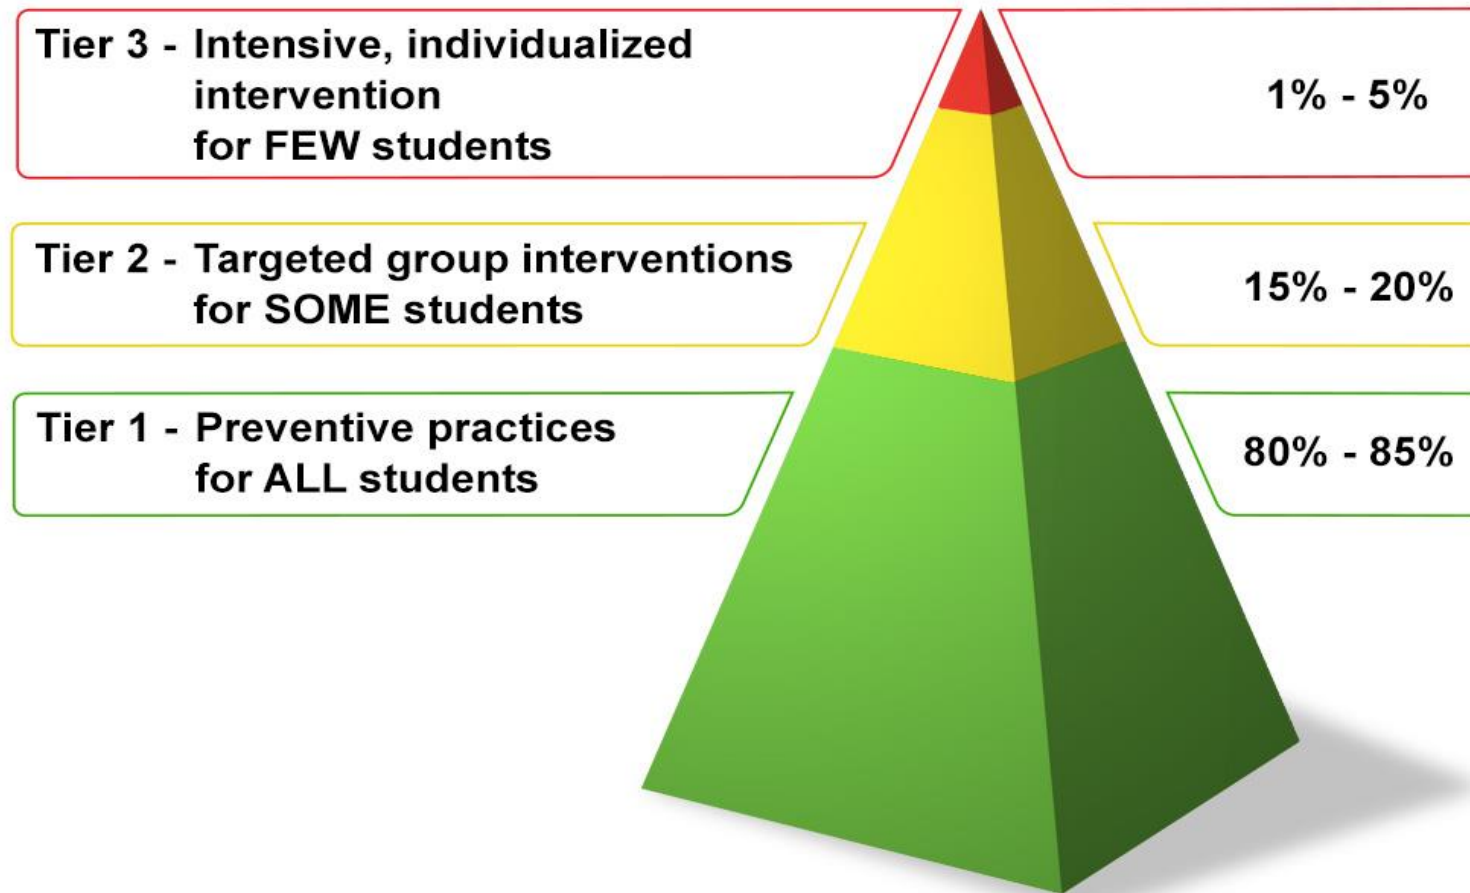 Tier 3 - Intensive, individualized
intervention
for FEW students
1% - 5%
Tier 2 - Targeted group interventions
for SOME students
15% - 20%
Tier 1 - Preventive practices
for ALL students
80% - 85%